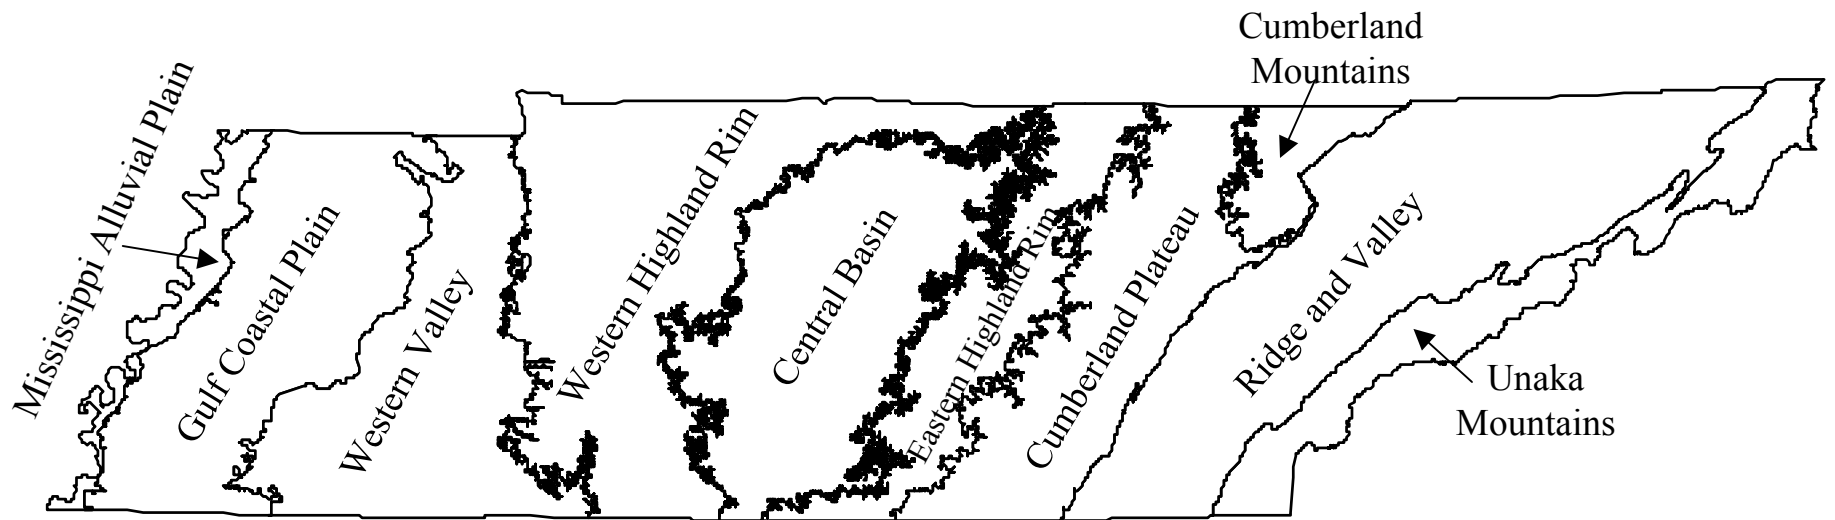 Mississippi Alluvial Plain
Gulf Coastal Plain
Western Valley
Western Highland Rim
Central Basin
Eastern Highland Rim
Cumberland Plateau
Cumberland
Mountains
Ridge and Valley
Unaka
Mountains